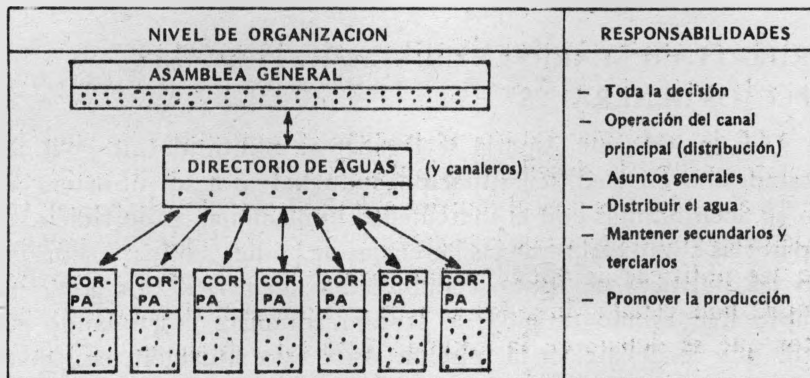 NIVEL DE ORGANIZACION
RESPONSABILIDADES
ASAMBLEA GENERAL
DIRECTORIO DE AGUAS (y canaleros)
COR-PA COR-PA COR-PA COR-PA COR-PA COR-PA COR-PA
— Toda la decisión
— Operación del canal
principal (distribución)
— Asuntos generales
— Distribuir el agua
— Mantener secundarios y
terciarios
— Promover la producción